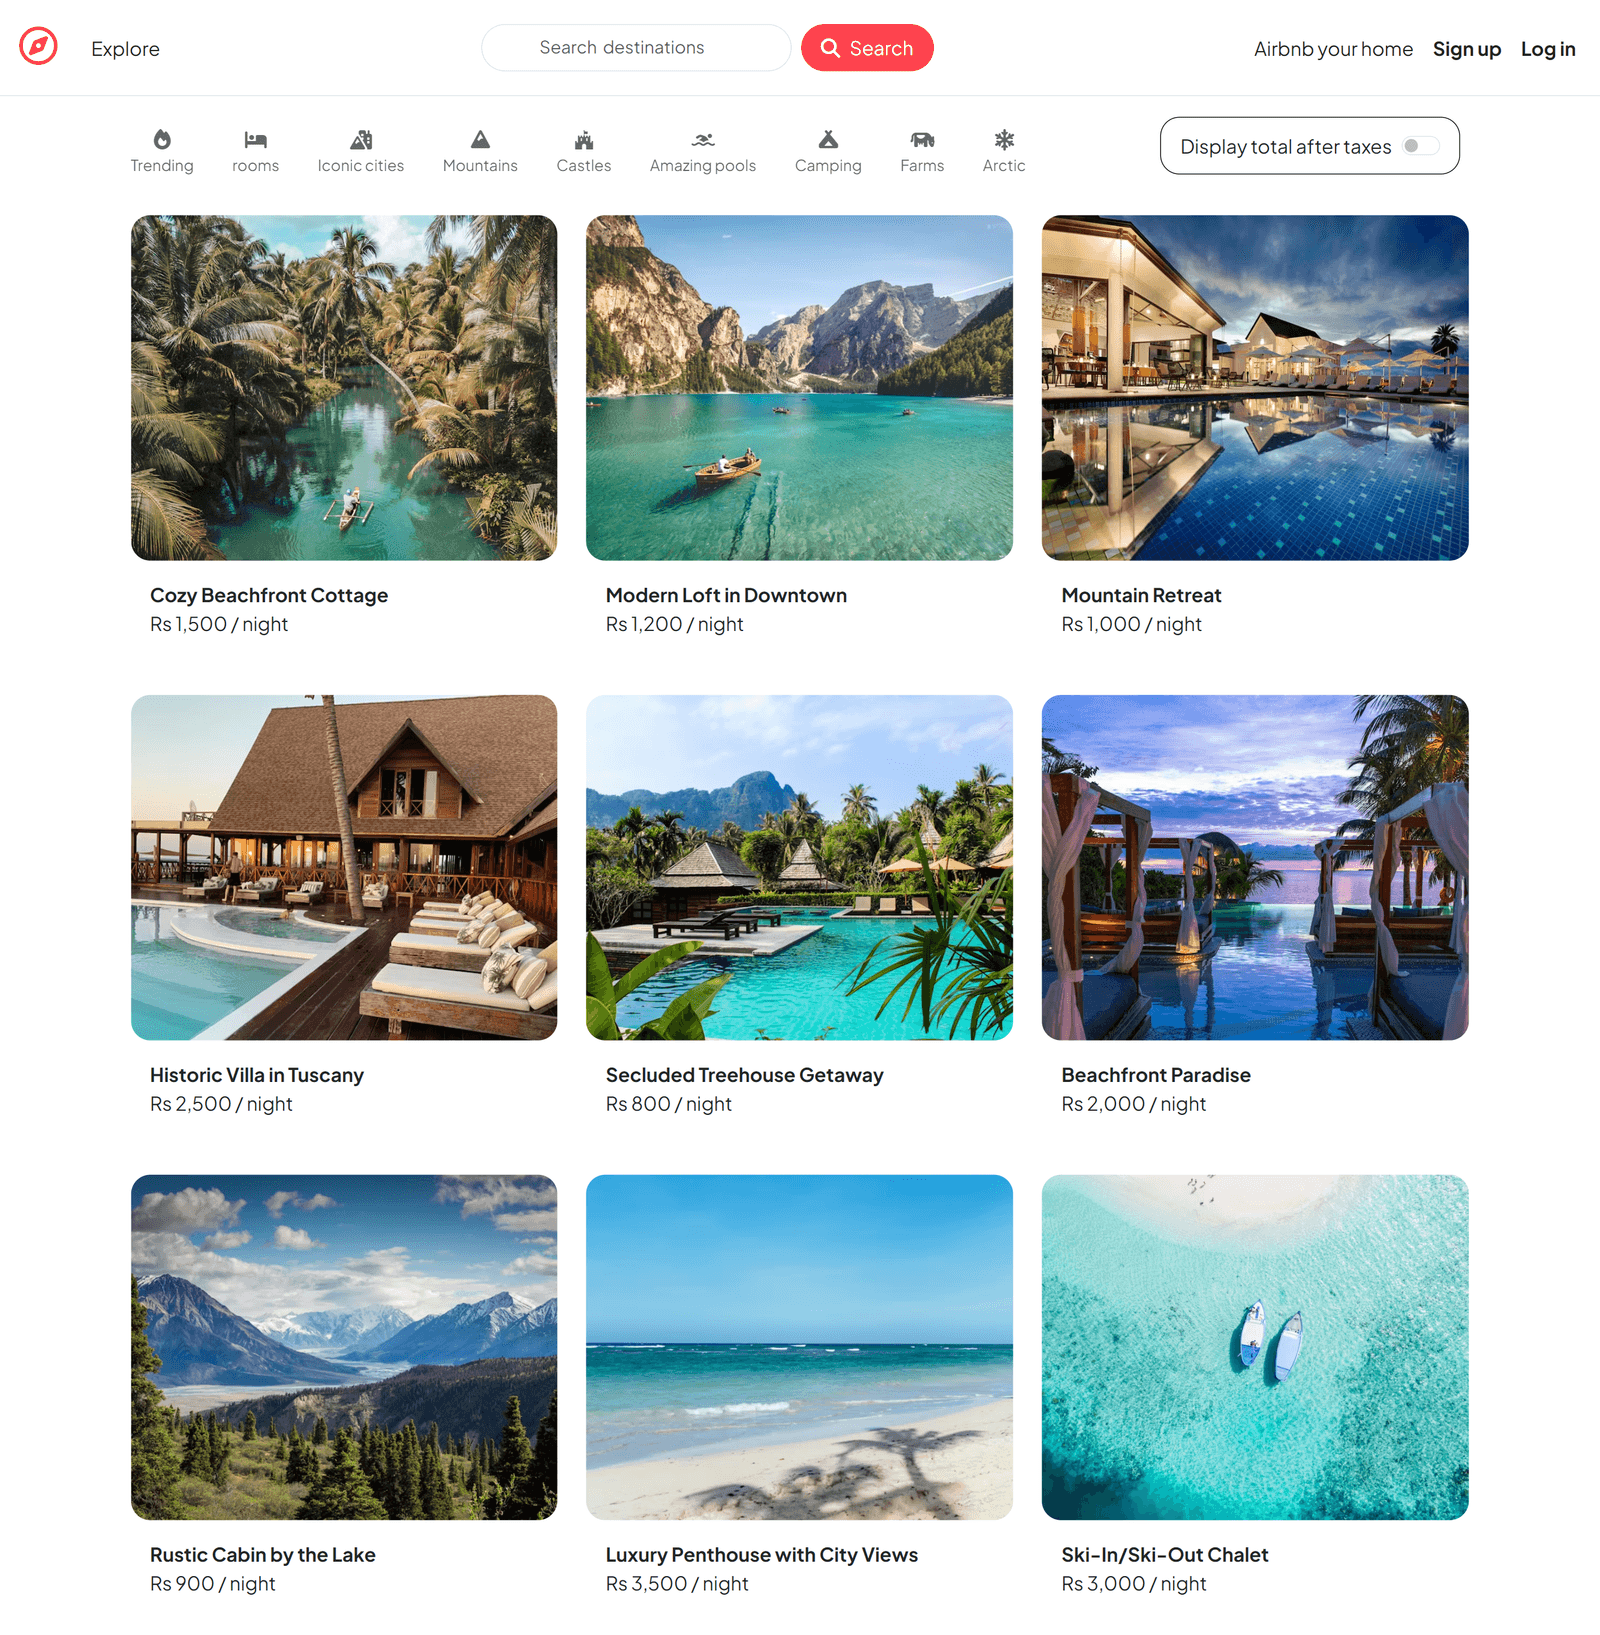 Explore
Search destinations
Search
Airbnb your home
Sign up
Log in
Trending
rooms
Iconic cities
Mountains
Castles
Amazing pools
Camping
Farms
Arctic
Display total after taxes
Cozy Beachfront Cottage
Rs 1,500 / night
Modern Loft in Downtown
Rs 1,200 / night
Mountain Retreat
Rs 1,000 / night
Historic Villa in Tuscany
Rs 2,500 / night
Secluded Treehouse Getaway
Rs 800 / night
Beachfront Paradise
Rs 2,000 / night
Rustic Cabin by the Lake
Rs 900 / night
Luxury Penthouse with City Views
Rs 3,500 / night
Ski-In/Ski-Out Chalet
Rs 3,000 / night